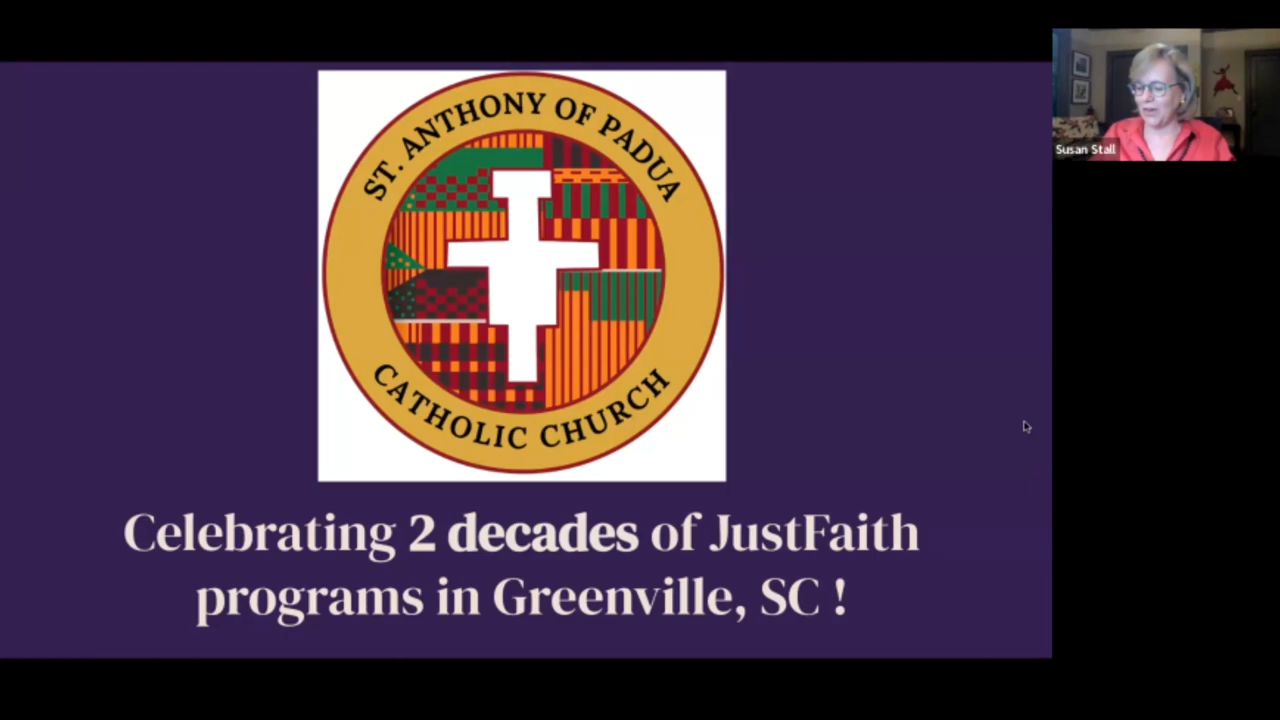 ST. ANTHONY OF PADUA
CATHOLIC CHURCH
Celebrating 2 decades of JustFaith
programs in Greenville, SC !
Susan Stall